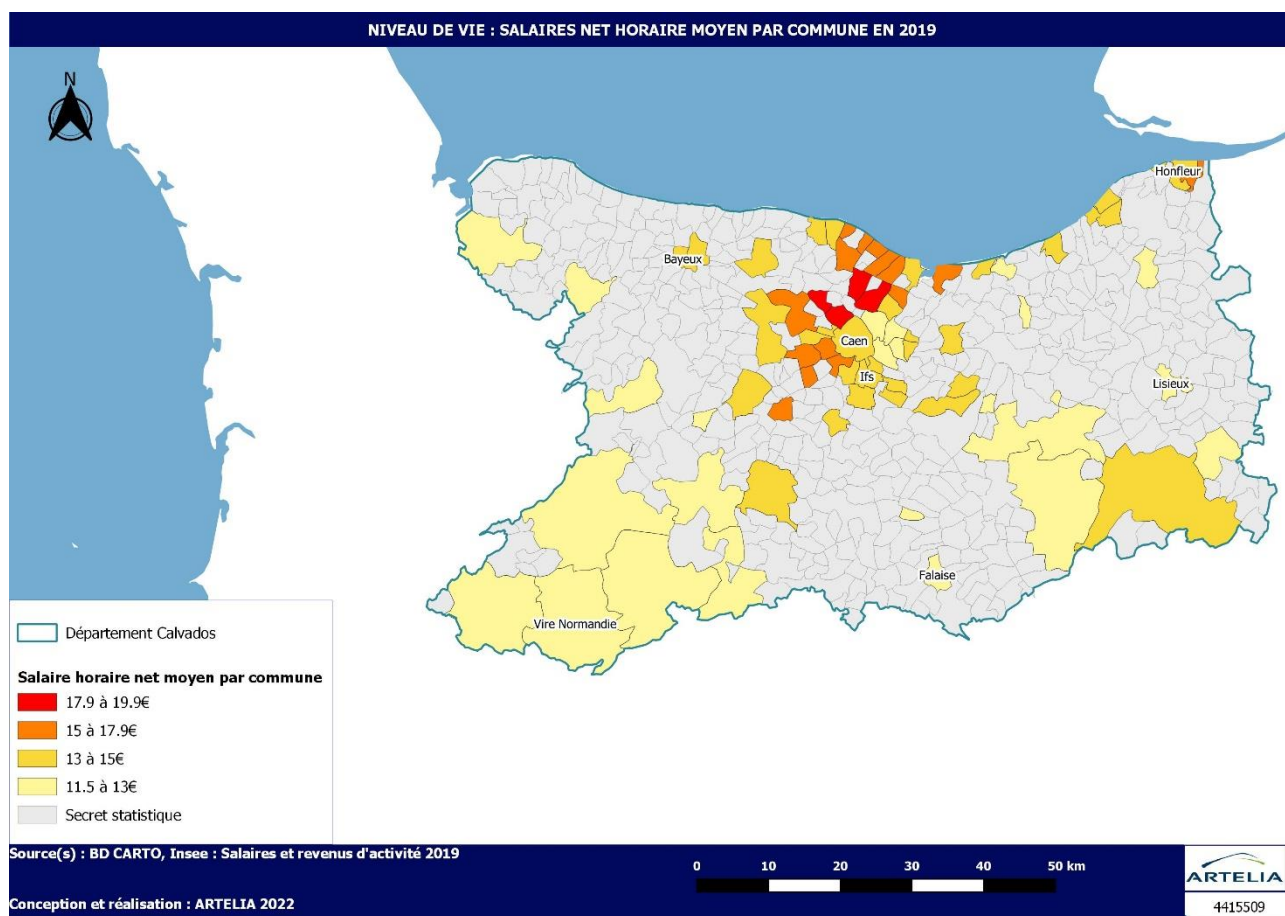 NIVEAU DE VIE : SALAIRES NET HORAIRE MOYEN PAR COMMUNE EN 2019
N
Honfleur
Bayeux
Caen
Ifs
Lisieux
Falaise
Vire Normandie
Département Calvados
Salaire horaire net moyen par commune
17.9 à 19.9€
15 à 17.9€
13 à 15€
11.5 à 13€
Secret statistique
Source(s) : BD CARTO, Insee : Salaires et revenus d'activité 2019
0 10 20 30 40 50 km
ARTELIA
Conception et réalisation : ARTELIA 2022
4415509